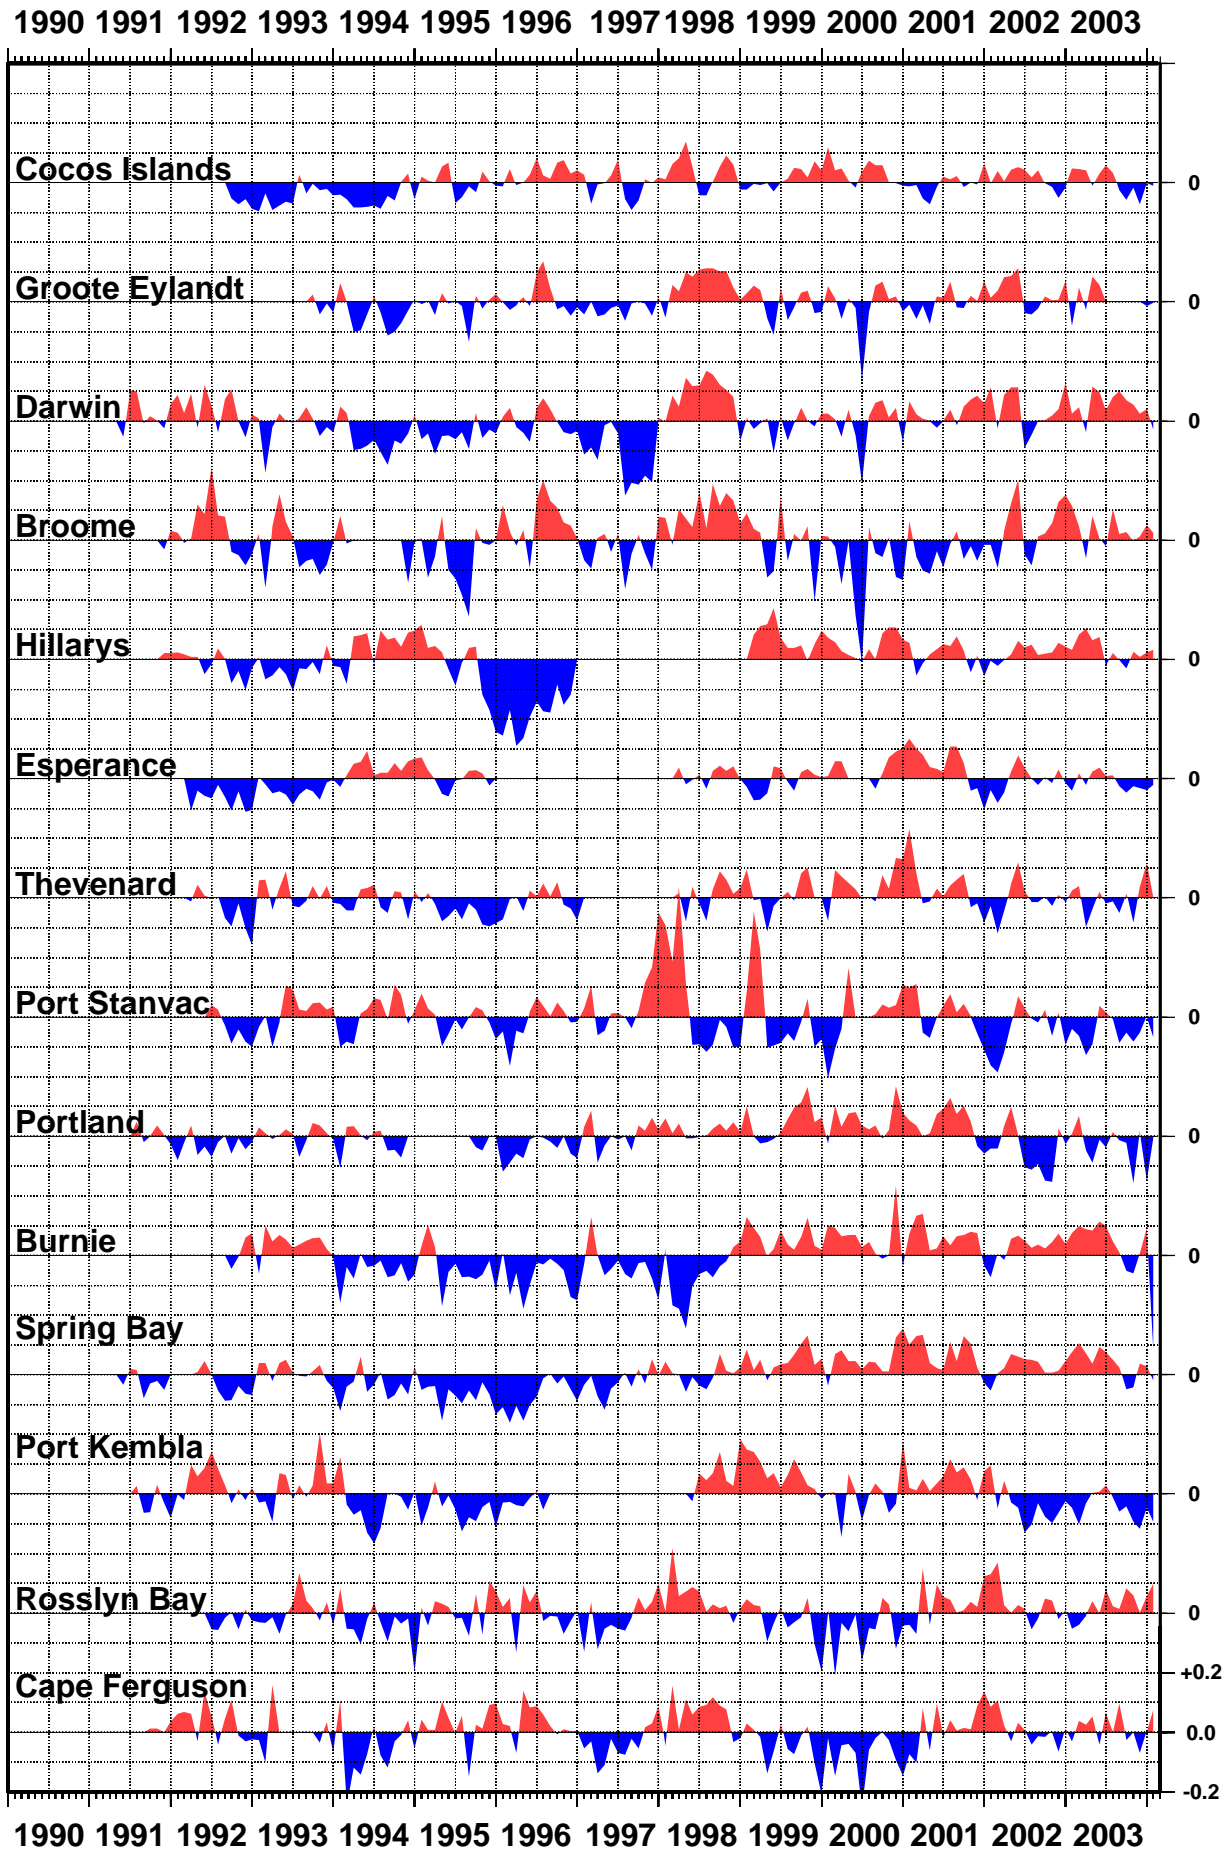 1990 1991 1992 1993 1994 1995 1996 1997 1998 1999 2000 2001 2002 2003
Cocos Islands 0
Groote Eylandt 0
Darwin 0
Broome 0
Hillarys 0
Esperance 0
Thevenard 0
Port Stanvac 0
Portland 0
Burnie 0
Spring Bay 0
Port Kembla 0
Rosslyn Bay 0
+0.2
Cape Ferguson 0.0
-0.2
1990 1991 1992 1993 1994 1995 1996 1997 1998 1999 2000 2001 2002 2003